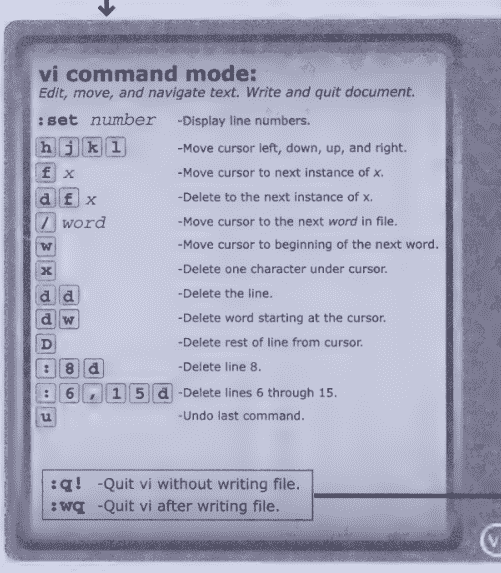 vi command mode:
Edit, move, and navigate text. Write and quit document.
:set number -Display line numbers.
h j k l -Move cursor left, down, up, and right.
f x -Move cursor to next instance of x.
d f x -Delete to the next instance of x.
/ word -Move cursor to the next word in file.
w -Move cursor to beginning of the next word.
x -Delete one character under cursor.
d d -Delete the line.
d w -Delete word starting at the cursor.
D -Delete rest of line from cursor.
: 8 d -Delete line 8.
: 6 , 1 5 d -Delete lines 6 through 15.
u -Undo last command.
:q! -Quit vi without writing file.
:wq -Quit vi after writing file.